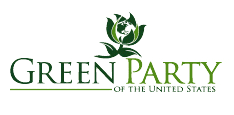 GREEN PARTY
OF THE UNITED STATES